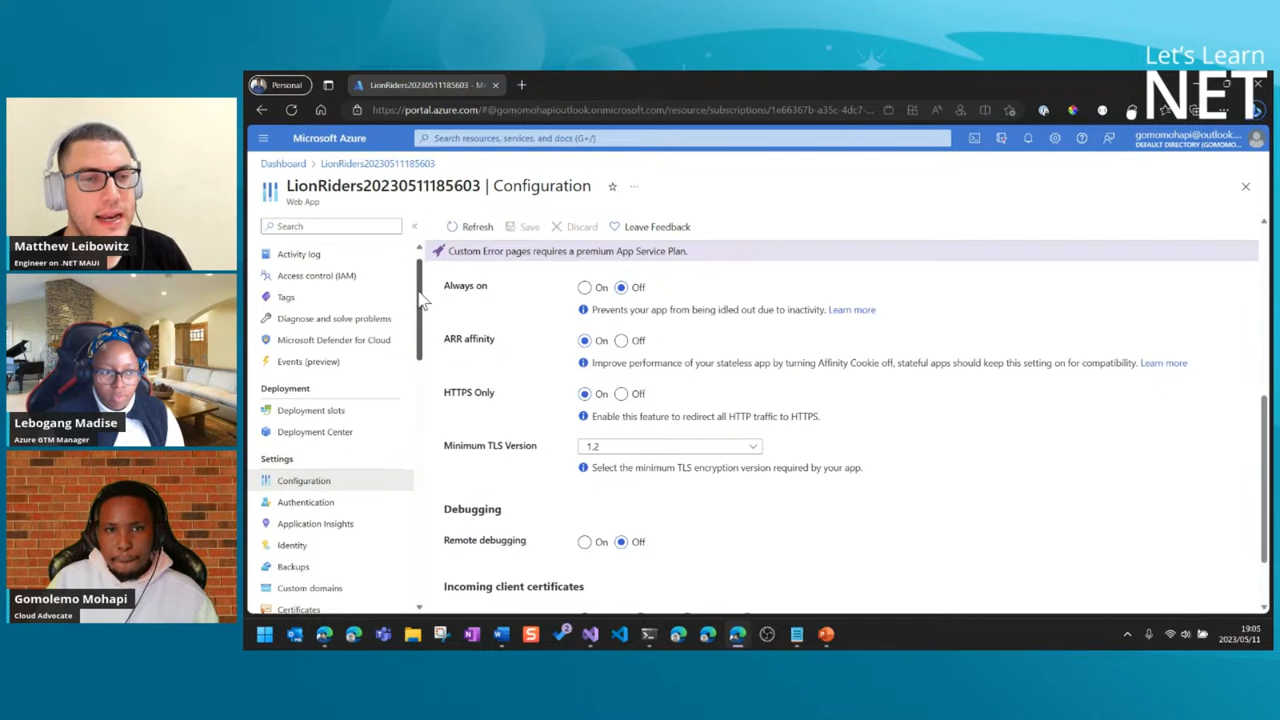 Let's Learn
.NET
Personal
LionRiders20230511185603 - M
https://portal.azure.com/#@gomomohapioutlook.onmicrosoft.com/resource/subscriptions/1e66367b-a35c-4dc7-...
Microsoft Azure
Search resources, services, and docs (G+/)
gomomohapi@outlook....
DEFAULT DIRECTORY (GOMOMO...
Dashboard > LionRiders20230511185603
LionRiders20230511185603 | Configuration
Web App
Search
Refresh Save Discard Leave Feedback
Activity log
Access control (IAM)
Tags
Diagnose and solve problems
Microsoft Defender for Cloud
Events (preview)
Deployment
Deployment slots
Deployment Center
Settings
Configuration
Authentication
Application Insights
Identity
Backups
Custom domains
Certificates
Custom Error pages requires a premium App Service Plan.
Always on On Off
Prevents your app from being idled out due to inactivity. Learn more
ARR affinity On Off
Improve performance of your stateless app by turning Affinity Cookie off, stateful apps should keep this setting on for compatibility. Learn more
HTTPS Only On Off
Enable this feature to redirect all HTTP traffic to HTTPS.
Minimum TLS Version 1.2
Select the minimum TLS encryption version required by your app.
Debugging
Remote debugging On Off
Incoming client certificates
19:05
2023/05/11
Matthew Leibowitz
Engineer on .NET MAUI
Lebogang Madise
Azure GTM Manager
Gomolemo Mohapi
Cloud Advocate